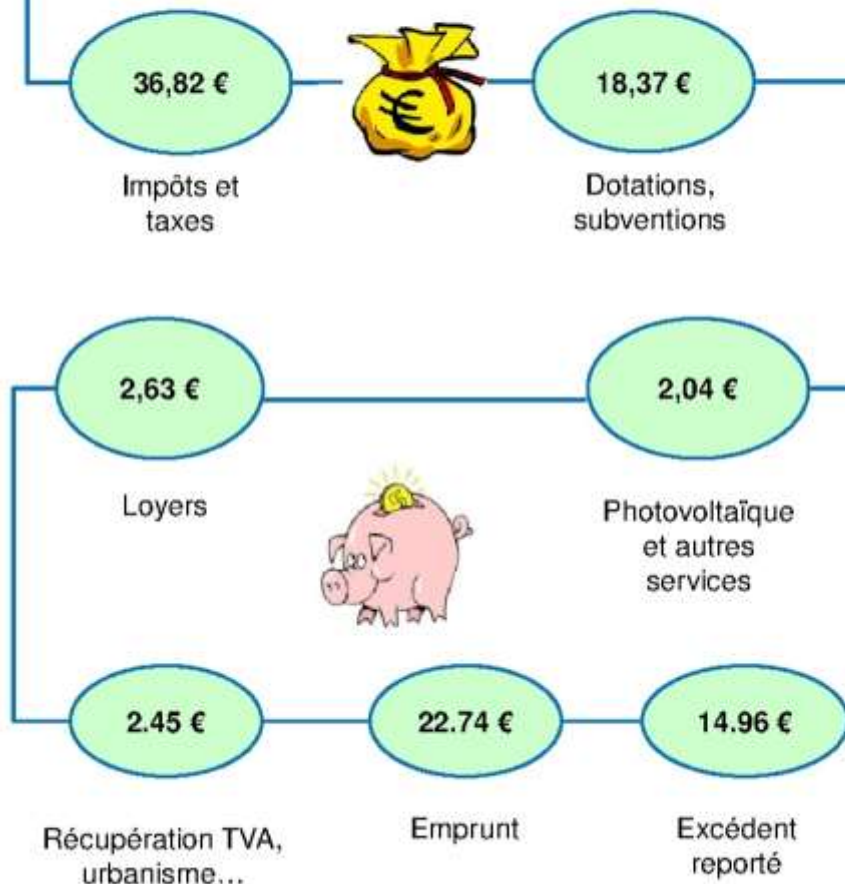 36,82 €
18,37 €
Impôts et
taxes
Dotations,
subventions
2,63 €
2,04 €
Loyers
Photovoltaïque
et autres
services
2.45 €
22.74 €
14.96 €
Récupération TVA,
urbanisme…
Emprunt
Excédent
reporté